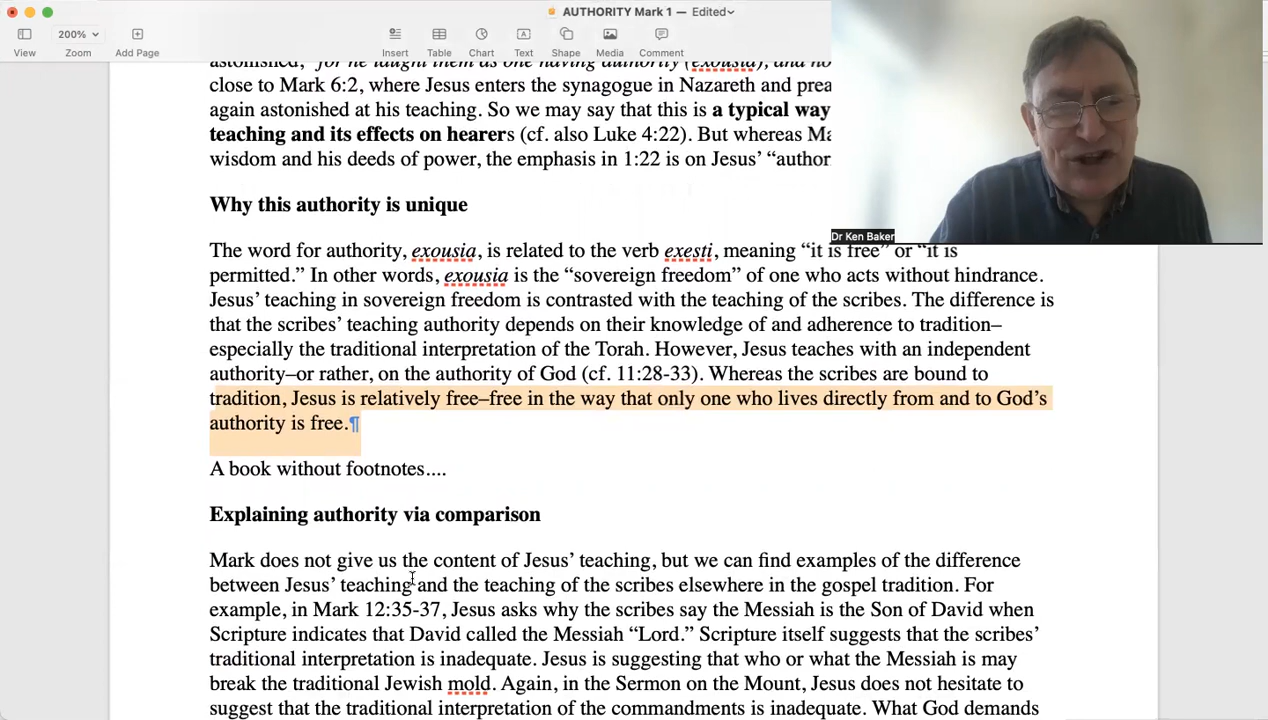 AUTHORITY Mark 1 — Edited
200%
View
Zoom
Add Page
Insert
Table
Chart
Text
Shape
Media
Comment
astonished, "for he taught them as one having authority (exousia), and no
close to Mark 6:2, where Jesus enters the synagogue in Nazareth and prea
again astonished at his teaching. So we may say that this is a typical way
teaching and its effects on hearers (cf. also Luke 4:22). But whereas Ma
wisdom and his deeds of power, the emphasis in 1:22 is on Jesus' “author
Dr Ken Baker
Why this authority is unique
The word for authority, exousia, is related to the verb exesti, meaning “it is free” or “it is
permitted.” In other words, exousia is the “sovereign freedom” of one who acts without hindrance.
Jesus’ teaching in sovereign freedom is contrasted with the teaching of the scribes. The difference is
that the scribes’ teaching authority depends on their knowledge of and adherence to tradition–
especially the traditional interpretation of the Torah. However, Jesus teaches with an independent
authority–or rather, on the authority of God (cf. 11:28-33). Whereas the scribes are bound to
tradition, Jesus is relatively free–free in the way that only one who lives directly from and to God’s
authority is free.¶
A book without footnotes....
Explaining authority via comparison
Mark does not give us the content of Jesus’ teaching, but we can find examples of the difference
between Jesus’ teaching and the teaching of the scribes elsewhere in the gospel tradition. For
example, in Mark 12:35-37, Jesus asks why the scribes say the Messiah is the Son of David when
Scripture indicates that David called the Messiah “Lord.” Scripture itself suggests that the scribes’
traditional interpretation is inadequate. Jesus is suggesting that who or what the Messiah is may
break the traditional Jewish mold. Again, in the Sermon on the Mount, Jesus does not hesitate to
suggest that the traditional interpretation of the commandments is inadequate. What God demands